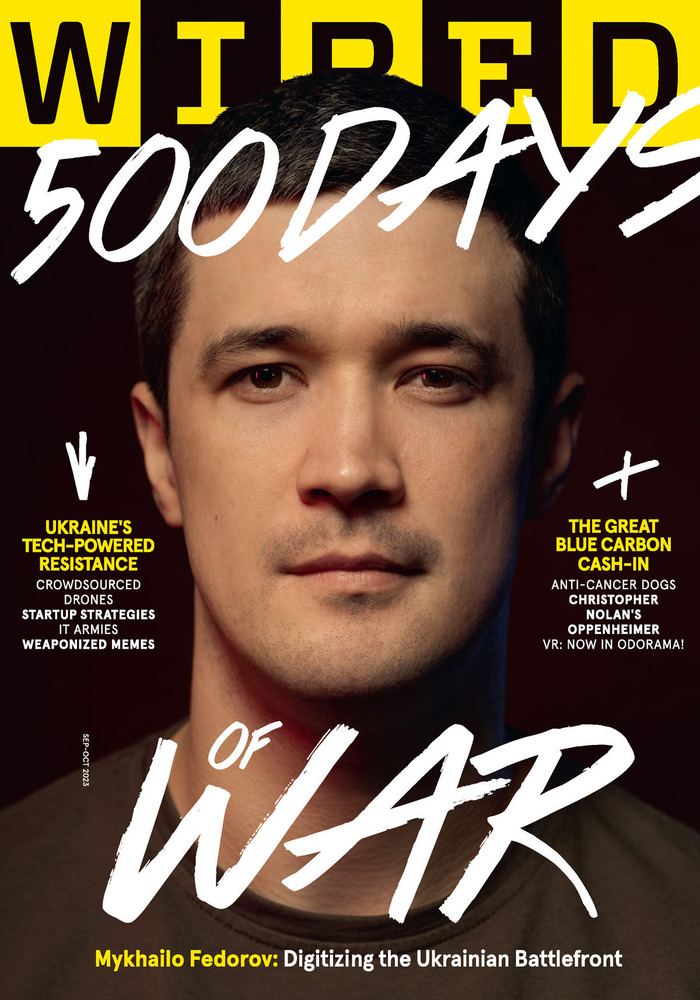 WIRED
500 DAYS
UKRAINE'S
TECH-POWERED
RESISTANCE
CROWDSOURCED
DRONES
STARTUP STRATEGIES
IT ARMIES
WEAPONIZED MEMES
THE GREAT
BLUE CARBON
CASH-IN
ANTI-CANCER DOGS
CHRISTOPHER
NOLAN'S
OPPENHEIMER
VR: NOW IN ODORAMA!
SEP-OCT 2023
OF
WAR
Mykhailo Fedorov: Digitizing the Ukrainian Battlefront